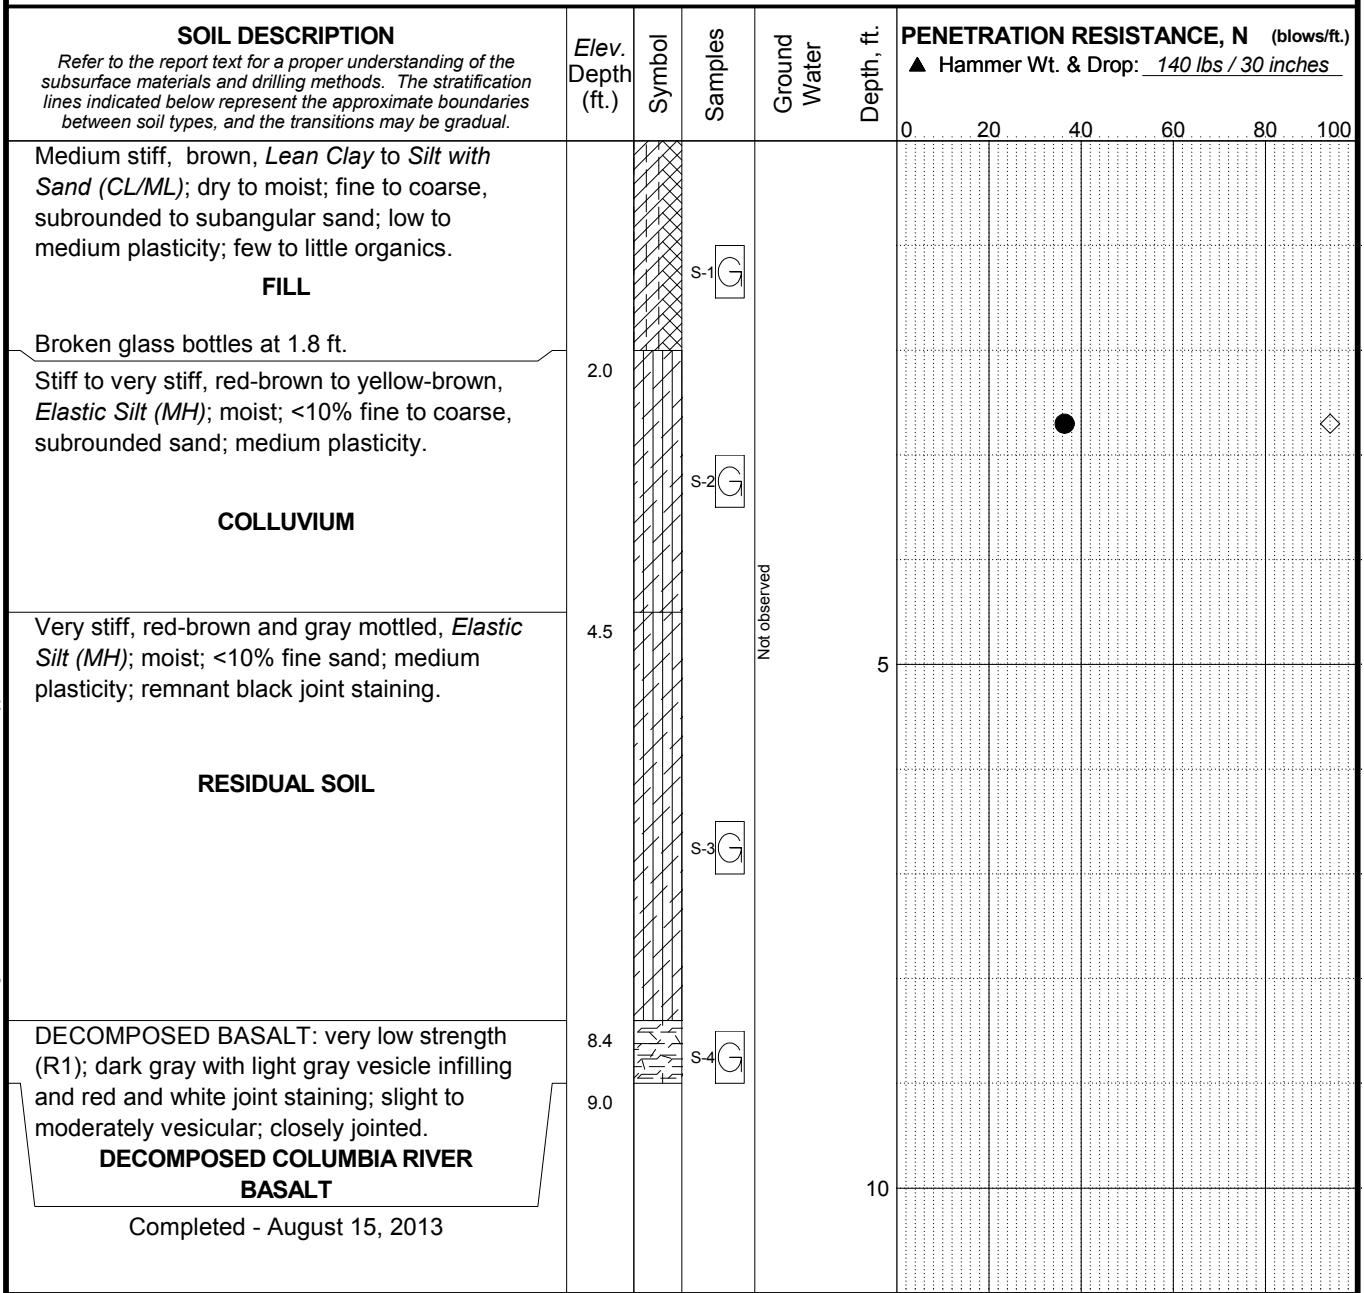 SOIL DESCRIPTION
Refer to the report text for a proper understanding of the
subsurface materials and drilling methods. The stratification
lines indicated below represent the approximate boundaries
between soil types, and the transitions may be gradual.
Elev.
Depth
(ft.)
Symbol
Samples
Ground
Water
Depth, ft.
PENETRATION RESISTANCE, N (blows/ft.)
▲ Hammer Wt. & Drop: 140 lbs / 30 inches
0 20 40 60 80 100
Medium stiff, brown, Lean Clay to Silt with
Sand (CL/ML); dry to moist; fine to coarse,
subrounded to subangular sand; low to
medium plasticity; few to little organics.
FILL
Broken glass bottles at 1.8 ft.
S-1 G
2.0
Stiff to very stiff, red-brown to yellow-brown,
Elastic Silt (MH); moist; <10% fine to coarse,
subrounded sand; medium plasticity.
COLLUVIUM
S-2 G
Not observed
4.5
Very stiff, red-brown and gray mottled, Elastic
Silt (MH); moist; <10% fine sand; medium
plasticity; remnant black joint staining.
RESIDUAL SOIL
5
S-3 G
8.4
DECOMPOSED BASALT: very low strength
(R1); dark gray with light gray vesicle infilling
and red and white joint staining; slight to
moderately vesicular; closely jointed.
DECOMPOSED COLUMBIA RIVER
BASALT
S-4 G
9.0
10
Completed - August 15, 2013